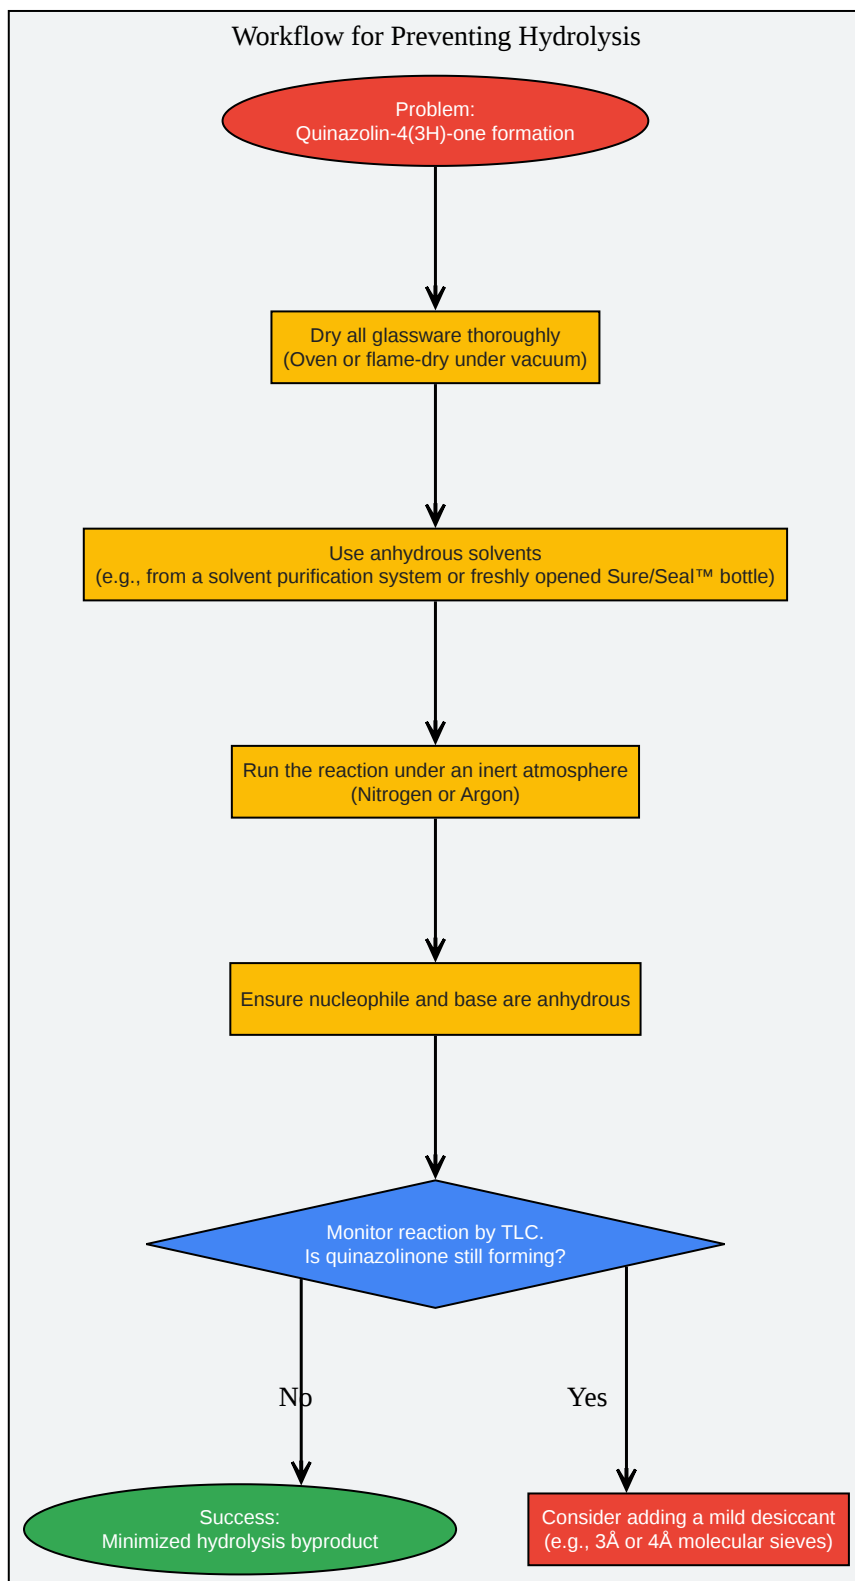 Workflow for Preventing Hydrolysis
Problem:
Quinazolin-4(3H)-one formation
Dry all glassware thoroughly
(Oven or flame-dry under vacuum)
Use anhydrous solvents
(e.g., from a solvent purification system or freshly opened Sure/Seal™ bottle)
Run the reaction under an inert atmosphere
(Nitrogen or Argon)
Ensure nucleophile and base are anhydrous
Monitor reaction by TLC.
Is quinazolinone still forming?
No
Yes
Success:
Minimized hydrolysis byproduct
Consider adding a mild desiccant
(e.g., 3Å or 4Å molecular sieves)